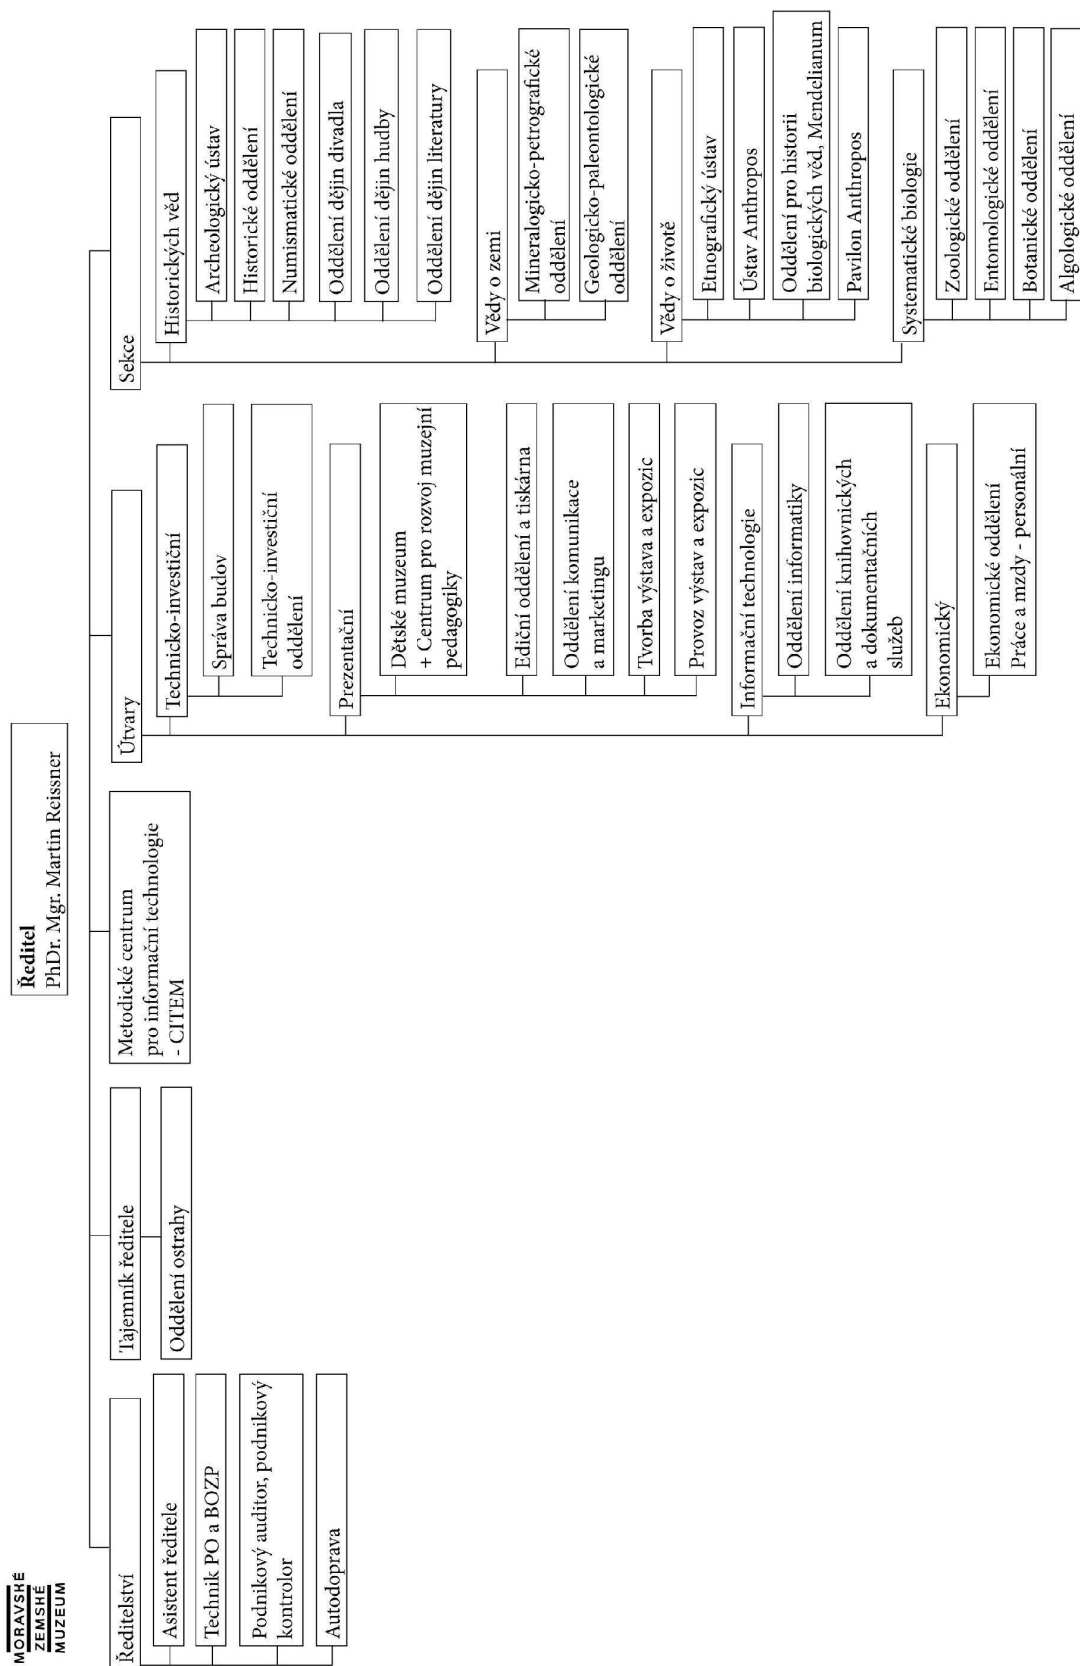 MORAVSKÉ
ZEMSKÉ
MUZEUM
Ředitel
PhDr. Mgr. Martin Reissner
Ředitelství
Asistent ředitele
Technik PO a BOZP
Podnikový auditor, podnikový
kontrolor
Autodoprava
Tajemník ředitele
Oddělení ostrahy
Metodické centrum
pro informační technologie
- CITEM
Útvary
Technicko-investiční
Správa budov
Technicko-investiční
oddělení
Prezentační
Dětské muzeum
+ Centrum pro rozvoj muzejní
pedagogiky
Ediční oddělení a tiskárna
Oddělení komunikace
a marketingu
Tvorba výstava a expozic
Provoz výstav a expozic
Informační technologie
Oddělení informatiky
Oddělení knihovnických
a dokumentačních
služeb
Ekonomický
Ekonomické oddělení
Práce a mzdy - personální
Sekce
Historických věd
Archeologický ústav
Historické oddělení
Numismatické oddělení
Oddělení dějin divadla
Oddělení dějin hudby
Oddělení dějin literatury
Vědy o zemi
Mineralogicko-petrografické
oddělení
Geologicko-paleontologické
oddělení
Vědy o životě
Etnografický ústav
Ústav Anthropos
Oddělení pro historii
biologických věd, Mendelianum
Pavilon Anthropos
Systematické biologie
Zoologické oddělení
Entomologické oddělení
Botanické oddělení
Algologické oddělení